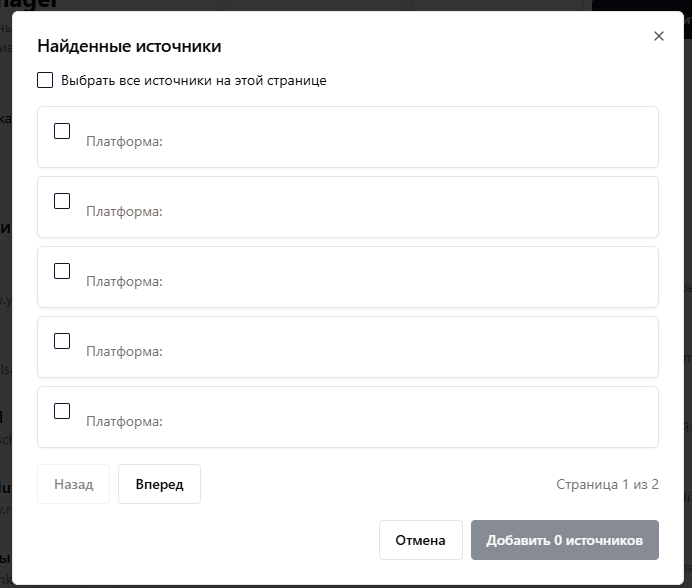 Найденные источники
Выбрать все источники на этой странице
Платформа:
Платформа:
Платформа:
Платформа:
Платформа:
Назад Вперед Страница 1 из 2
Отмена Добавить 0 источников